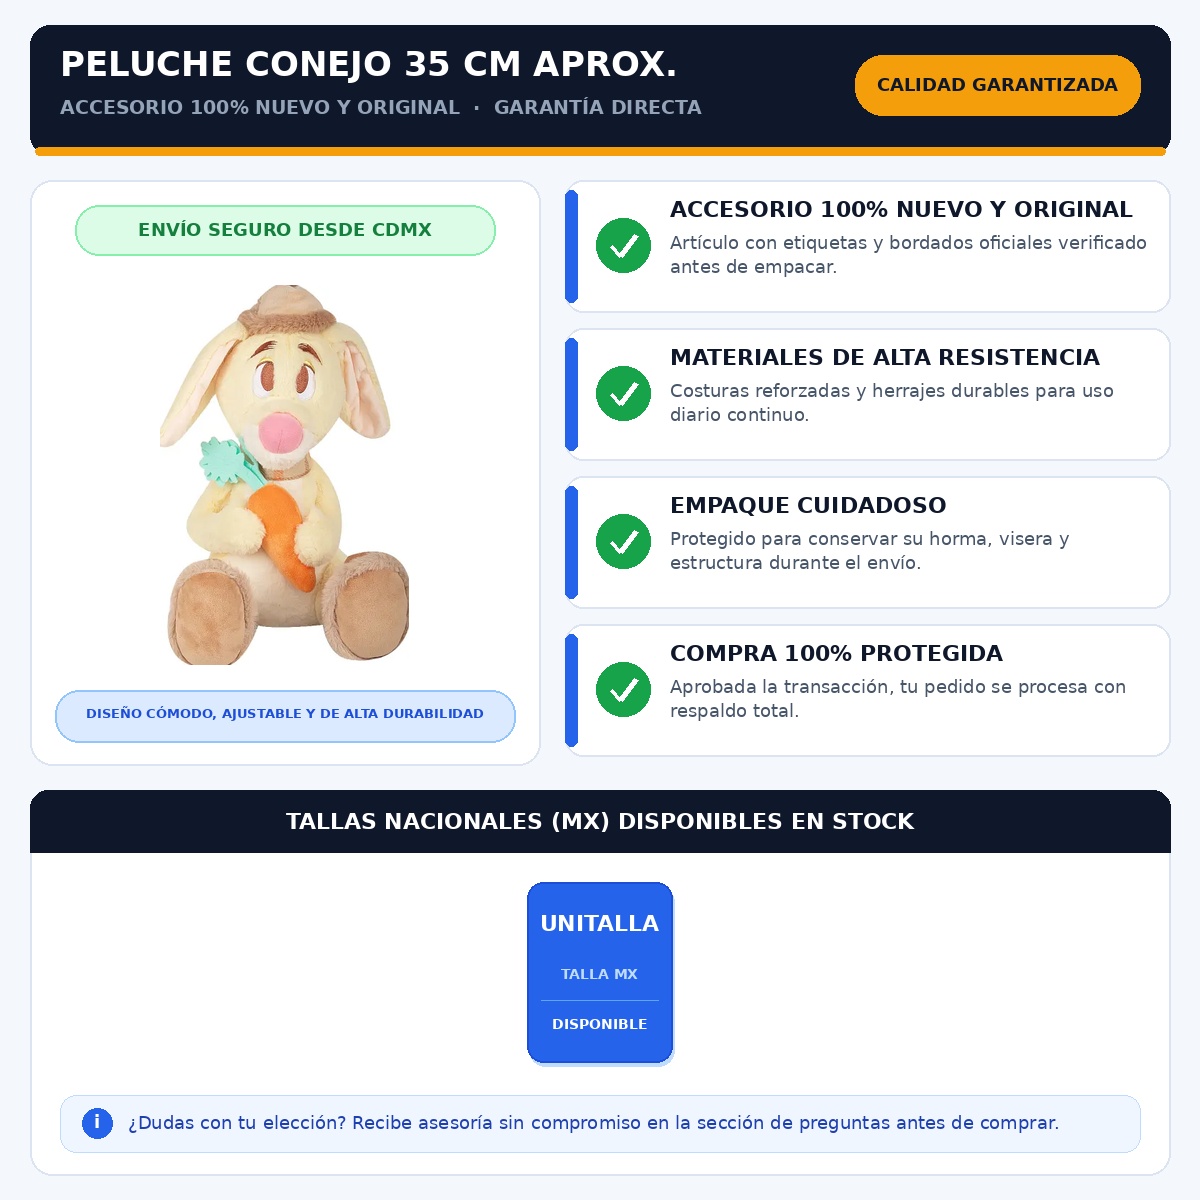 PELUCHE CONEJO 35 CM APROX.
ACCESORIO 100% NUEVO Y ORIGINAL · GARANTÍA DIRECTA
CALIDAD GARANTIZADA
ENVÍO SEGURO DESDE CDMX
DISEÑO CÓMODO, AJUSTABLE Y DE ALTA DURABILIDAD
ACCESORIO 100% NUEVO Y ORIGINAL
Artículo con etiquetas y bordados oficiales verificado
antes de empacar.
MATERIALES DE ALTA RESISTENCIA
Costuras reforzadas y herrajes durables para uso
diario continuo.
EMPAQUE CUIDADOSO
Protegido para conservar su horma, visera y
estructura durante el envío.
COMPRA 100% PROTEGIDA
Aprobada la transacción, tu pedido se procesa con
respaldo total.
TALLAS NACIONALES (MX) DISPONIBLES EN STOCK
UNITALLA
TALLA MX
DISPONIBLE
i ¿Dudas con tu elección? Recibe asesoría sin compromiso en la sección de preguntas antes de comprar.